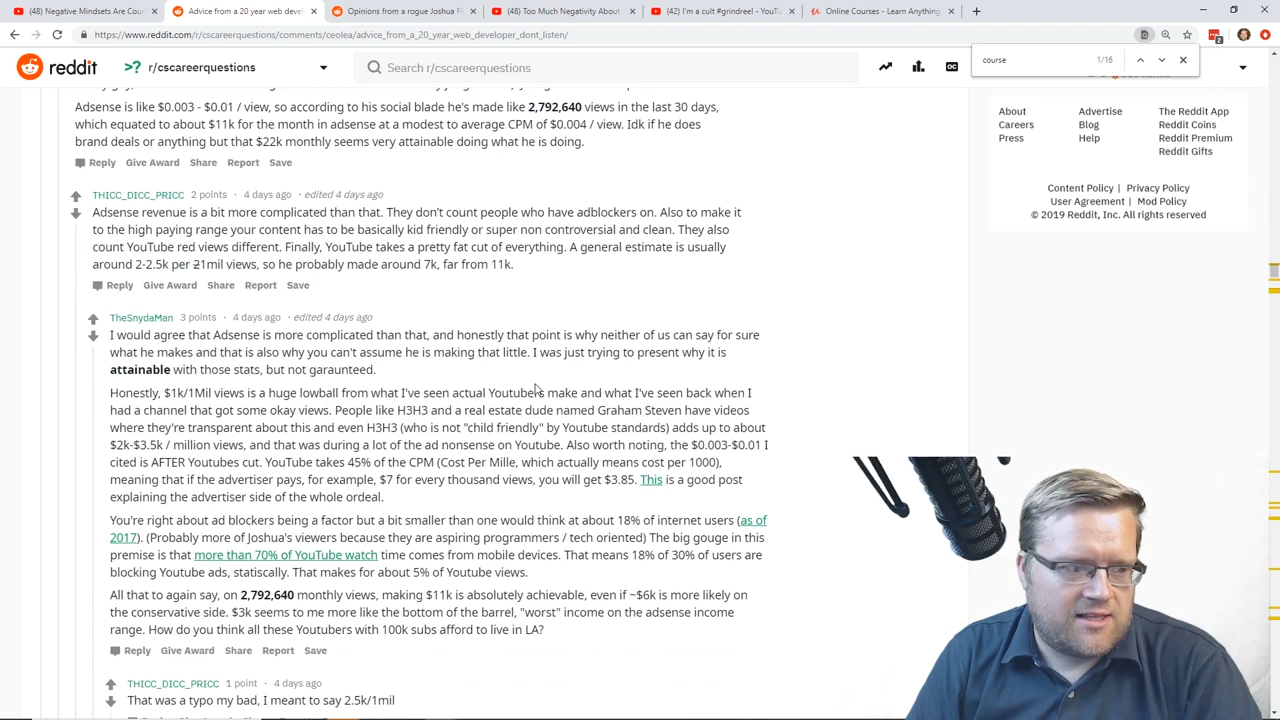 (48) Negative Mindsets Are Coun
Advice from a 20 year web devel
Opinions from a rogue Joshua F
(48) Too Much Negativity About
(42) I'm a cult #grindreel - YouT
Online Courses - Learn Anything
https://www.reddit.com/r/cscareerquestions/comments/ceolea/advice_from_a_20_year_web_developer_dont_listen/
2
course 1/16
reddit
r/cscareerquestions
Search r/cscareerquestions
Adsense is like $0.003 - $0.01 / view, so according to his social blade he's made like 2,792,640 views in the last 30 days,
which equated to about $11k for the month in adsense at a modest to average CPM of $0.004 / view. Idk if he does
brand deals or anything but that $22k monthly seems very attainable doing what he is doing.
Reply Give Award Share Report Save
THICC_DICC_PRICC 2 points · 4 days ago · edited 4 days ago
Adsense revenue is a bit more complicated than that. They don't count people who have adblockers on. Also to make it
to the high paying range your content has to be basically kid friendly or super non controversial and clean. They also
count YouTube red views different. Finally, YouTube takes a pretty fat cut of everything. A general estimate is usually
around 2-2.5k per 21mil views, so he probably made around 7k, far from 11k.
Reply Give Award Share Report Save
TheSnydaMan 3 points · 4 days ago · edited 4 days ago
I would agree that Adsense is more complicated than that, and honestly that point is why neither of us can say for sure
what he makes and that is also why you can't assume he is making that little. I was just trying to present why it is
attainable with those stats, but not garaunteed.
Honestly, $1k/1Mil views is a huge lowball from what I've seen actual Youtubers make and what I've seen back when I
had a channel that got some okay views. People like H3H3 and a real estate dude named Graham Steven have videos
where they're transparent about this and even H3H3 (who is not "child friendly" by Youtube standards) adds up to about
$2k-$3.5k / million views, and that was during a lot of the ad nonsense on Youtube. Also worth noting, the $0.003-$0.01 I
cited is AFTER Youtubes cut. YouTube takes 45% of the CPM (Cost Per Mille, which actually means cost per 1000),
meaning that if the advertiser pays, for example, $7 for every thousand views, you will get $3.85. This is a good post
explaining the advertiser side of the whole ordeal.
You're right about ad blockers being a factor but a bit smaller than one would think at about 18% of internet users (as of
2017). (Probably more of Joshua's viewers because they are aspiring programmers / tech oriented) The big gouge in this
premise is that more than 70% of YouTube watch time comes from mobile devices. That means 18% of 30% of users are
blocking Youtube ads, statiscally. That makes for about 5% of Youtube views.
All that to again say, on 2,792,640 monthly views, making $11k is absolutely achievable, even if ~$6k is more likely on
the conservative side. $3k seems to me more like the bottom of the barrel, "worst" income on the adsense income
range. How do you think all these Youtubers with 100k subs afford to live in LA?
Reply Give Award Share Report Save
THICC_DICC_PRICC 1 point · 4 days ago
That was a typo my bad, I meant to say 2.5k/1mil
About Advertise The Reddit App
Careers Blog Reddit Coins
Press Help Reddit Premium
Reddit Gifts
Content Policy | Privacy Policy
User Agreement | Mod Policy
© 2019 Reddit, Inc. All rights reserved